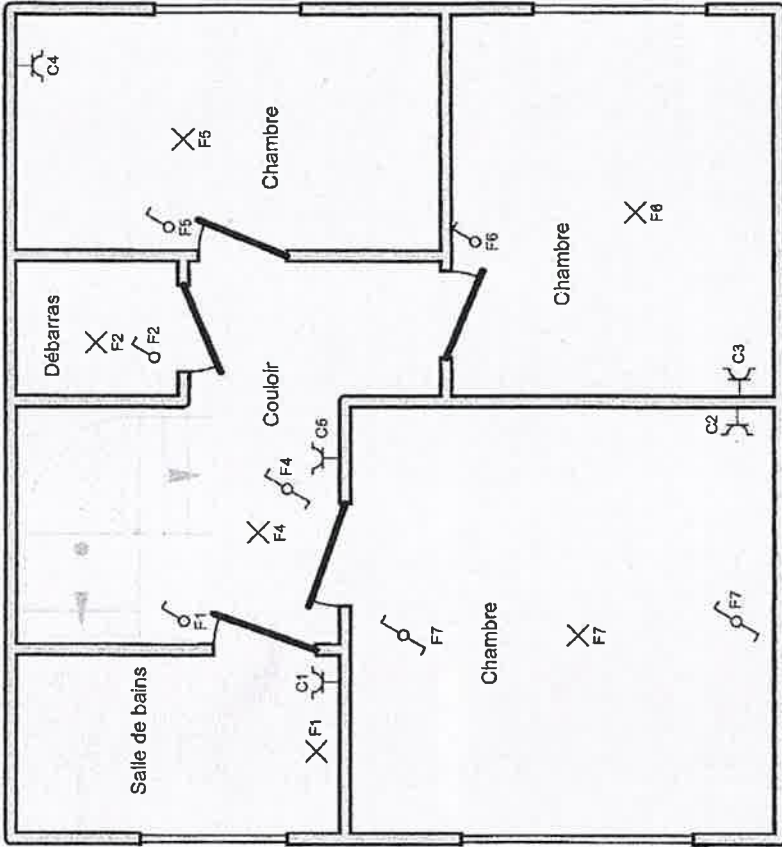 C4
F5
Chambre
F5
F6
F6
Chambre
Débarras
F2
F2
Couloir
C3
C2
C5
F4
F4
F1
Salle de bains
C1
F1
F7
Chambre
F7
F7